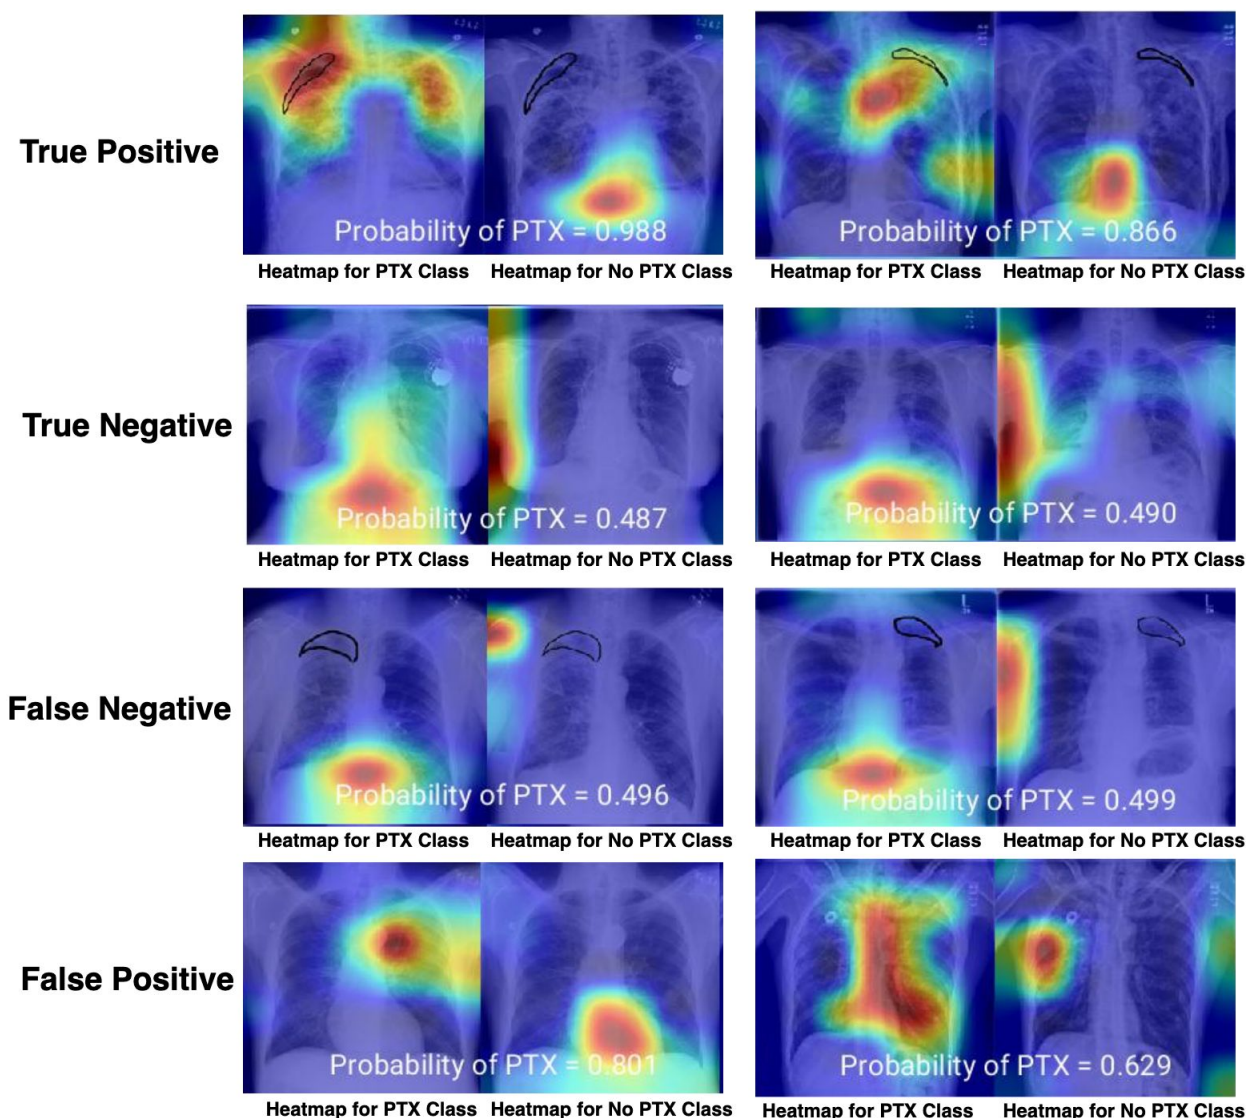 True Positive
Probability of PTX = 0.988
Probability of PTX = 0.866
Heatmap for PTX Class Heatmap for No PTX Class
Heatmap for PTX Class Heatmap for No PTX Class
True Negative
Probability of PTX = 0.487
Probability of PTX = 0.490
Heatmap for PTX Class Heatmap for No PTX Class
Heatmap for PTX Class Heatmap for No PTX Class
False Negative
Probability of PTX = 0.496
Probability of PTX = 0.499
Heatmap for PTX Class Heatmap for No PTX Class
Heatmap for PTX Class Heatmap for No PTX Class
False Positive
Probability of PTX = 0.801
Probability of PTX = 0.629
Heatmap for PTX Class Heatmap for No PTX Class
Heatmap for PTX Class Heatmap for No PTX Class